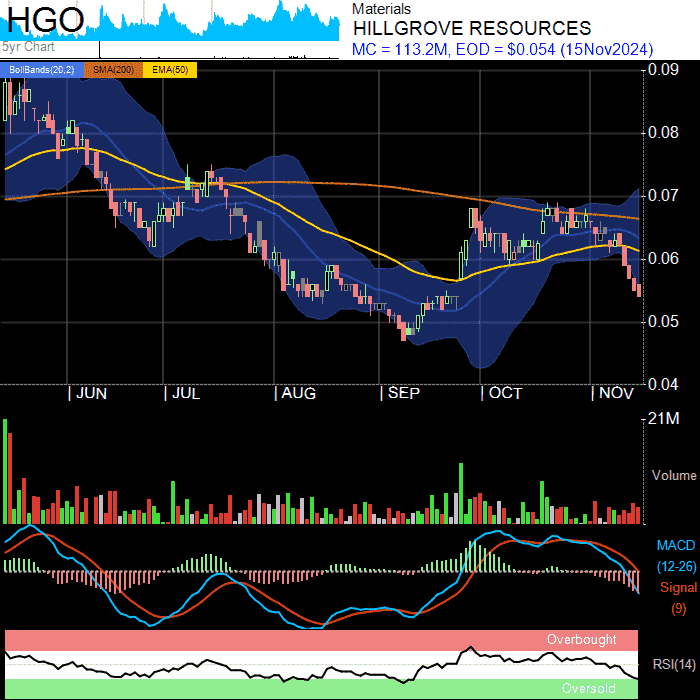 HGO
Materials
HILLGROVE RESOURCES
5yr Chart
MC = 113.2M, EOD = $0.054 (15Nov2024)
BollBands(20,2) SMA(200) EMA(50)
0.09
0.08
0.07
0.06
0.05
0.04
JUN JUL AUG SEP OCT NOV
21M
Volume
MACD
(12-26)
Signal
(9)
Overbought
RSI(14)
Oversold